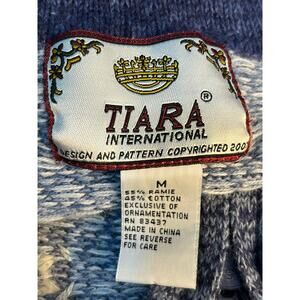 TIARA ®
INTERNATIONAL
DESIGN AND PATTERN COPYRIGHTED
M
55% RAMIE
45% COTTON
EXCLUSIVE OF
ORNAMENTATION
RN 83437
MADE IN CHINA
SEE REVERSE
FOR CARE